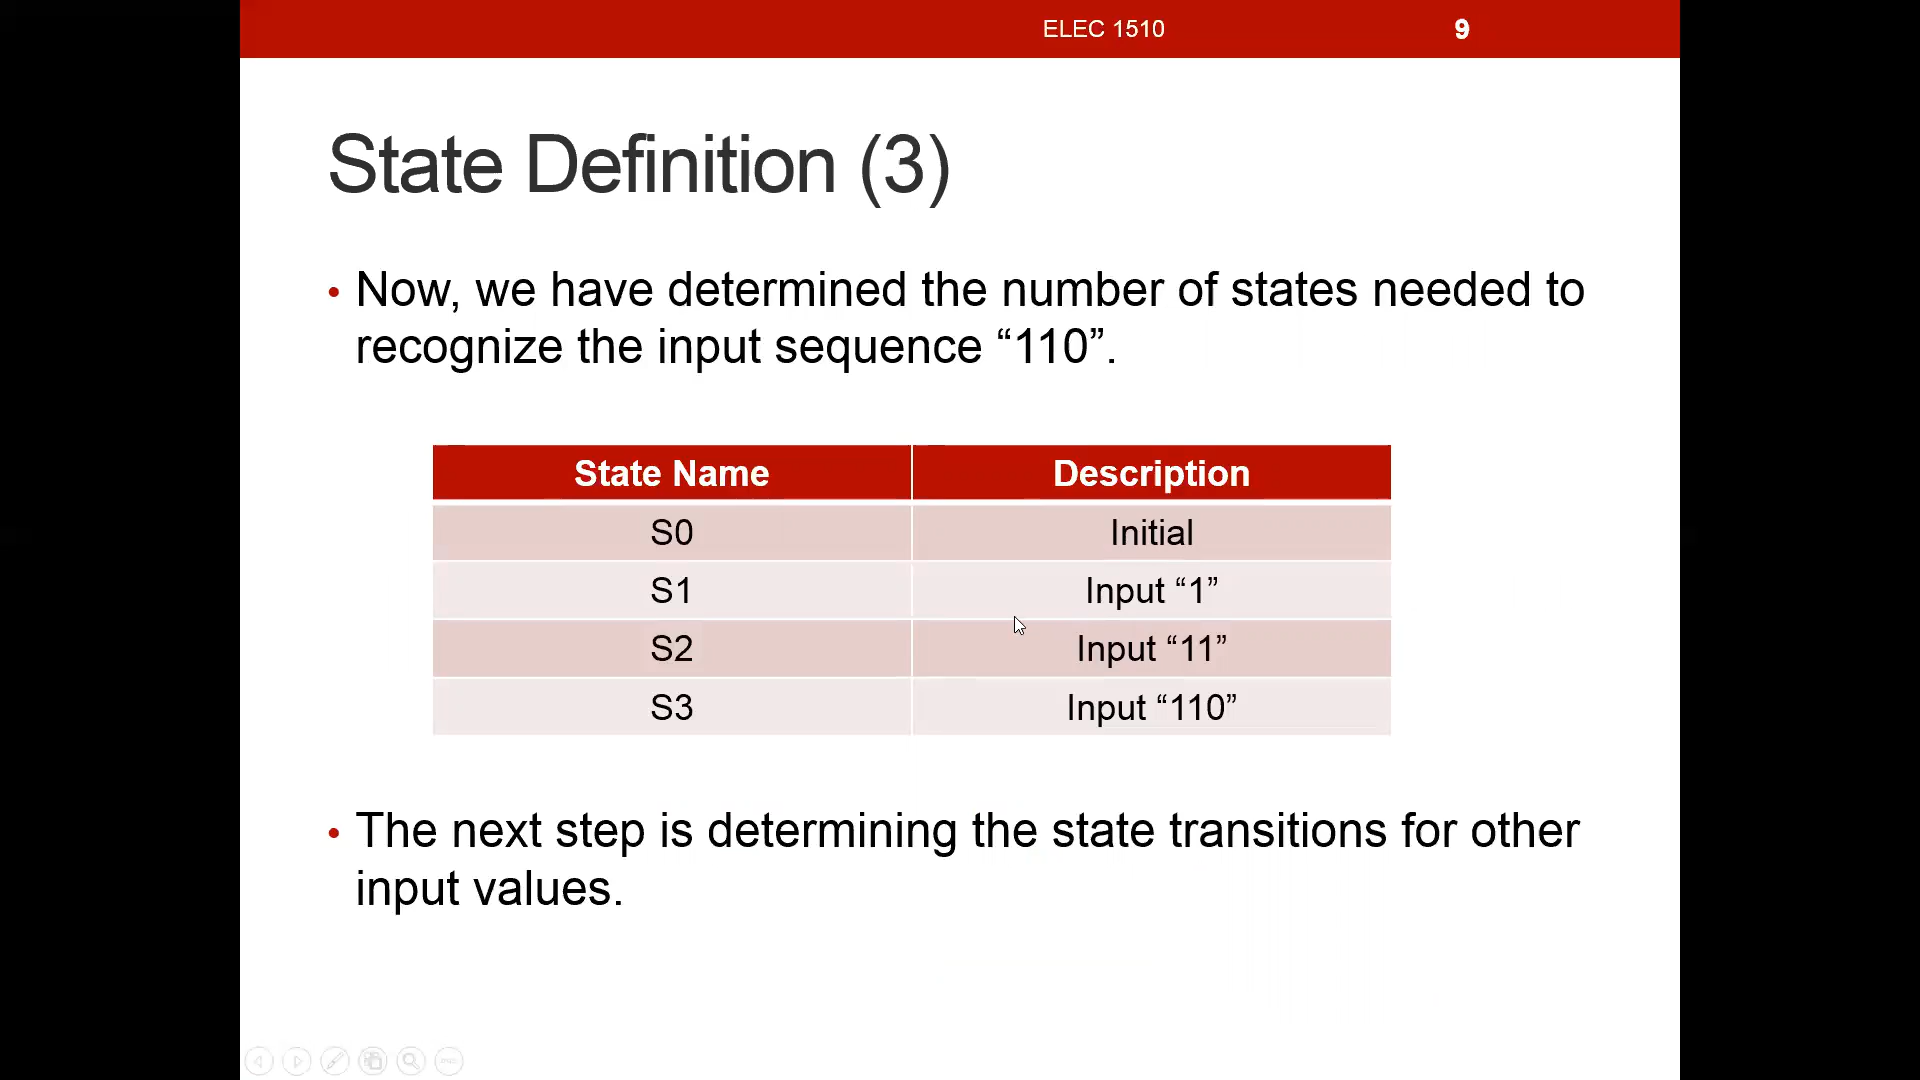 ELEC 1510 9
State Definition (3)
• Now, we have determined the number of states needed to
recognize the input sequence “110”.
State Name Description
S0 Initial
S1 Input “1”
S2 Input “11”
S3 Input “110”
• The next step is determining the state transitions for other
input values.